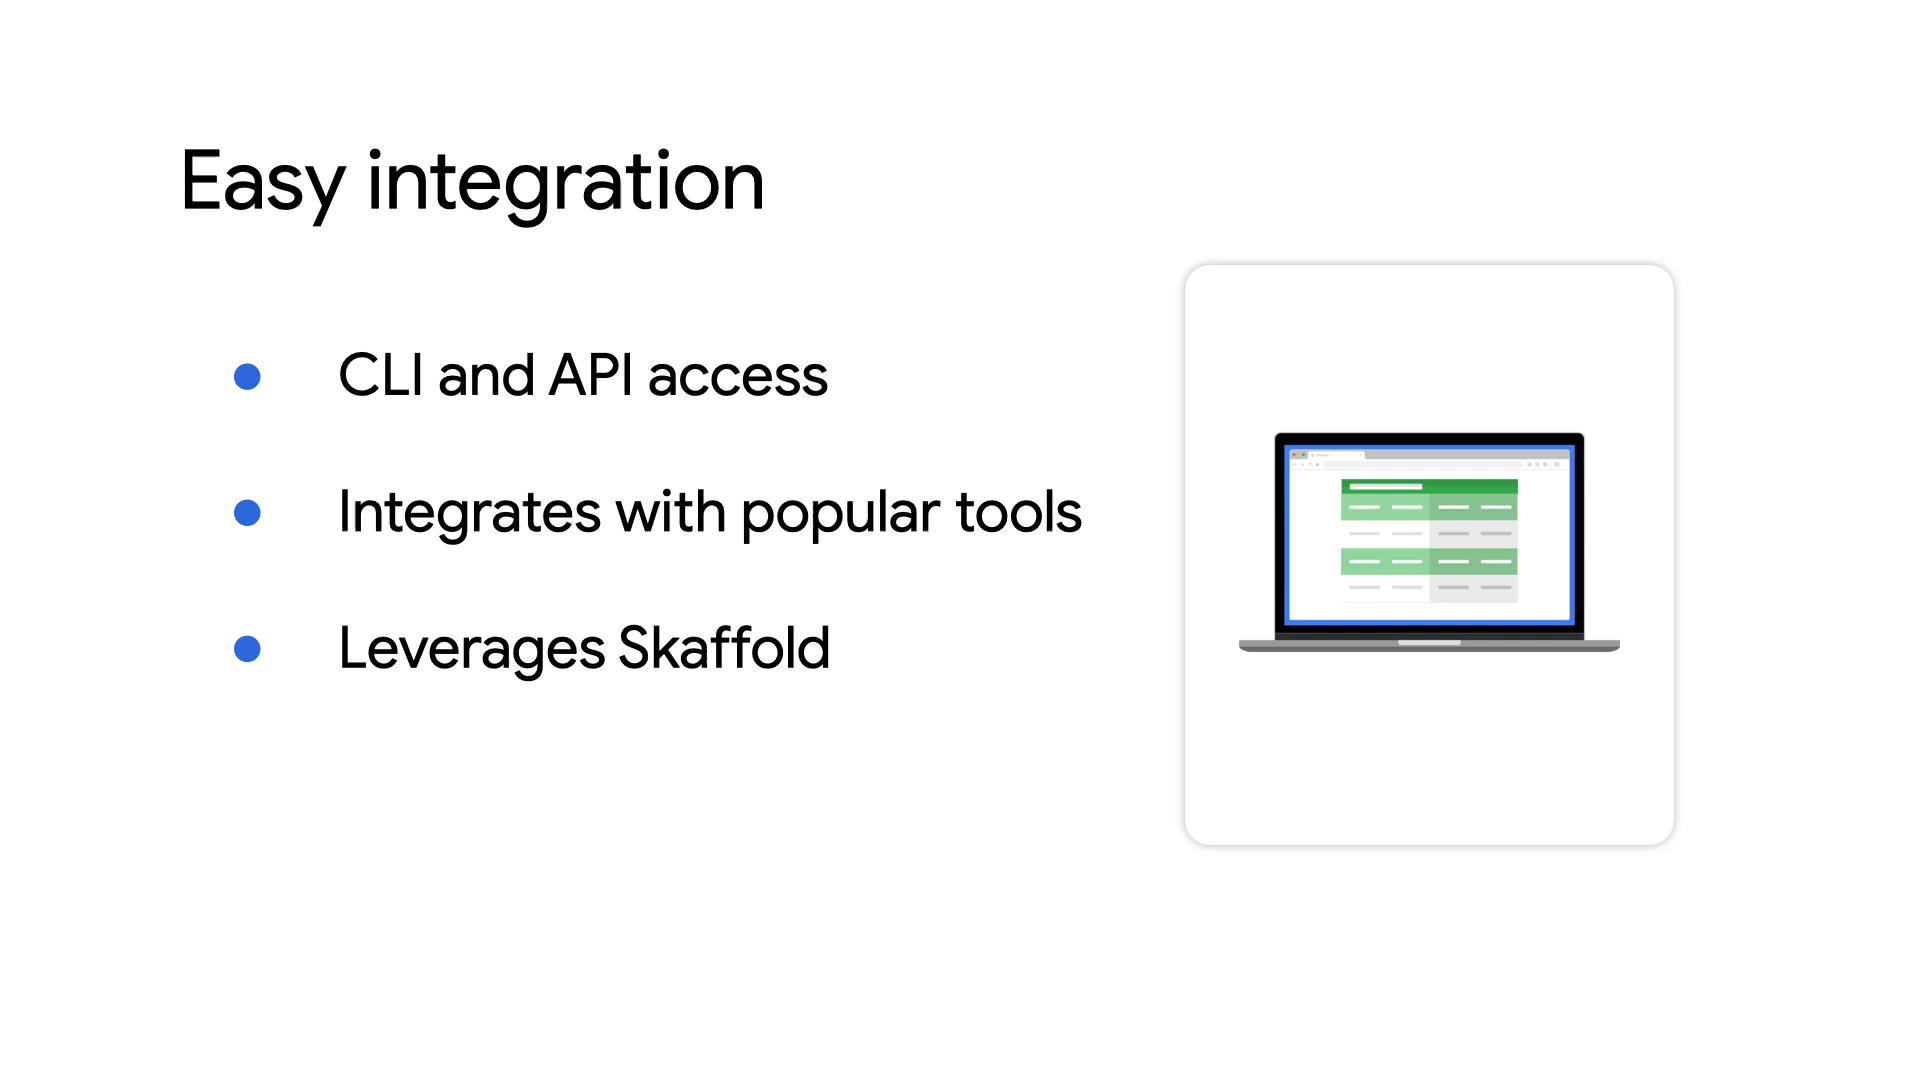 Easy integration
CLI and API access
Integrates with popular tools
Leverages Skaffold